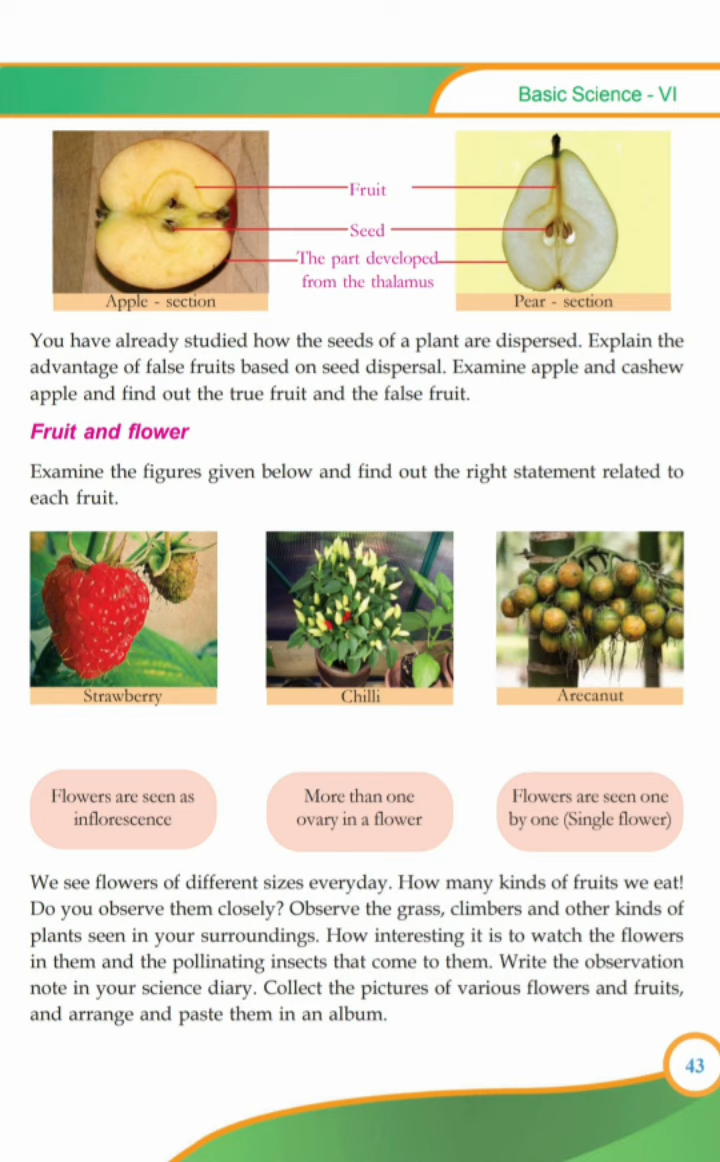 Basic Science - VI
Fruit
Seed
The part developed
from the thalamus
Apple - section
Pear - section
You have already studied how the seeds of a plant are dispersed. Explain the
advantage of false fruits based on seed dispersal. Examine apple and cashew
apple and find out the true fruit and the false fruit.
Fruit and flower
Examine the figures given below and find out the right statement related to
each fruit.
Strawberry
Chilli
Arecanut
Flowers are seen as
inflorescence
More than one
ovary in a flower
Flowers are seen one
by one (Single flower)
We see flowers of different sizes everyday. How many kinds of fruits we eat!
Do you observe them closely? Observe the grass, climbers and other kinds of
plants seen in your surroundings. How interesting it is to watch the flowers
in them and the pollinating insects that come to them. Write the observation
note in your science diary. Collect the pictures of various flowers and fruits,
and arrange and paste them in an album.
43